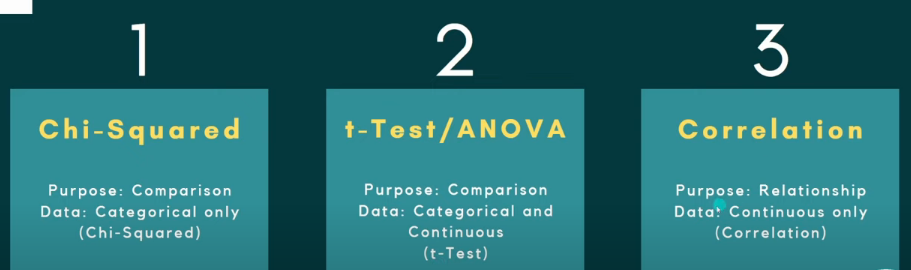 1
Chi-Squared
Purpose: Comparison
Data: Categorical only
(Chi-Squared)
2
t-Test/ANOVA
Purpose: Comparison
Data: Categorical and
Continuous
(t-Test)
3
Correlation
Purpose: Relationship
Data: Continuous only
(Correlation)